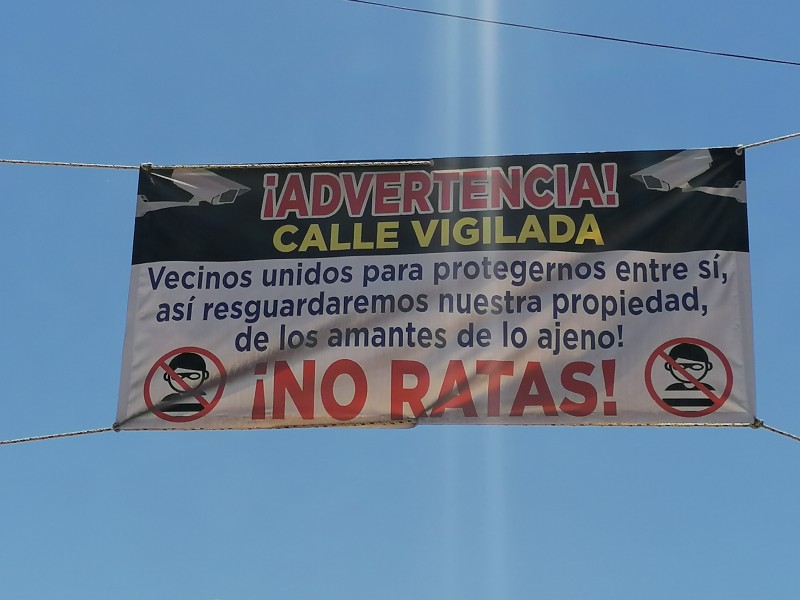 ¡ADVERTENCIA!
CALLE VIGILADA
Vecinos unidos para protegernos entre sí,
así resguardaremos nuestra propiedad,
de los amantes de lo ajeno!
¡NO RATAS!